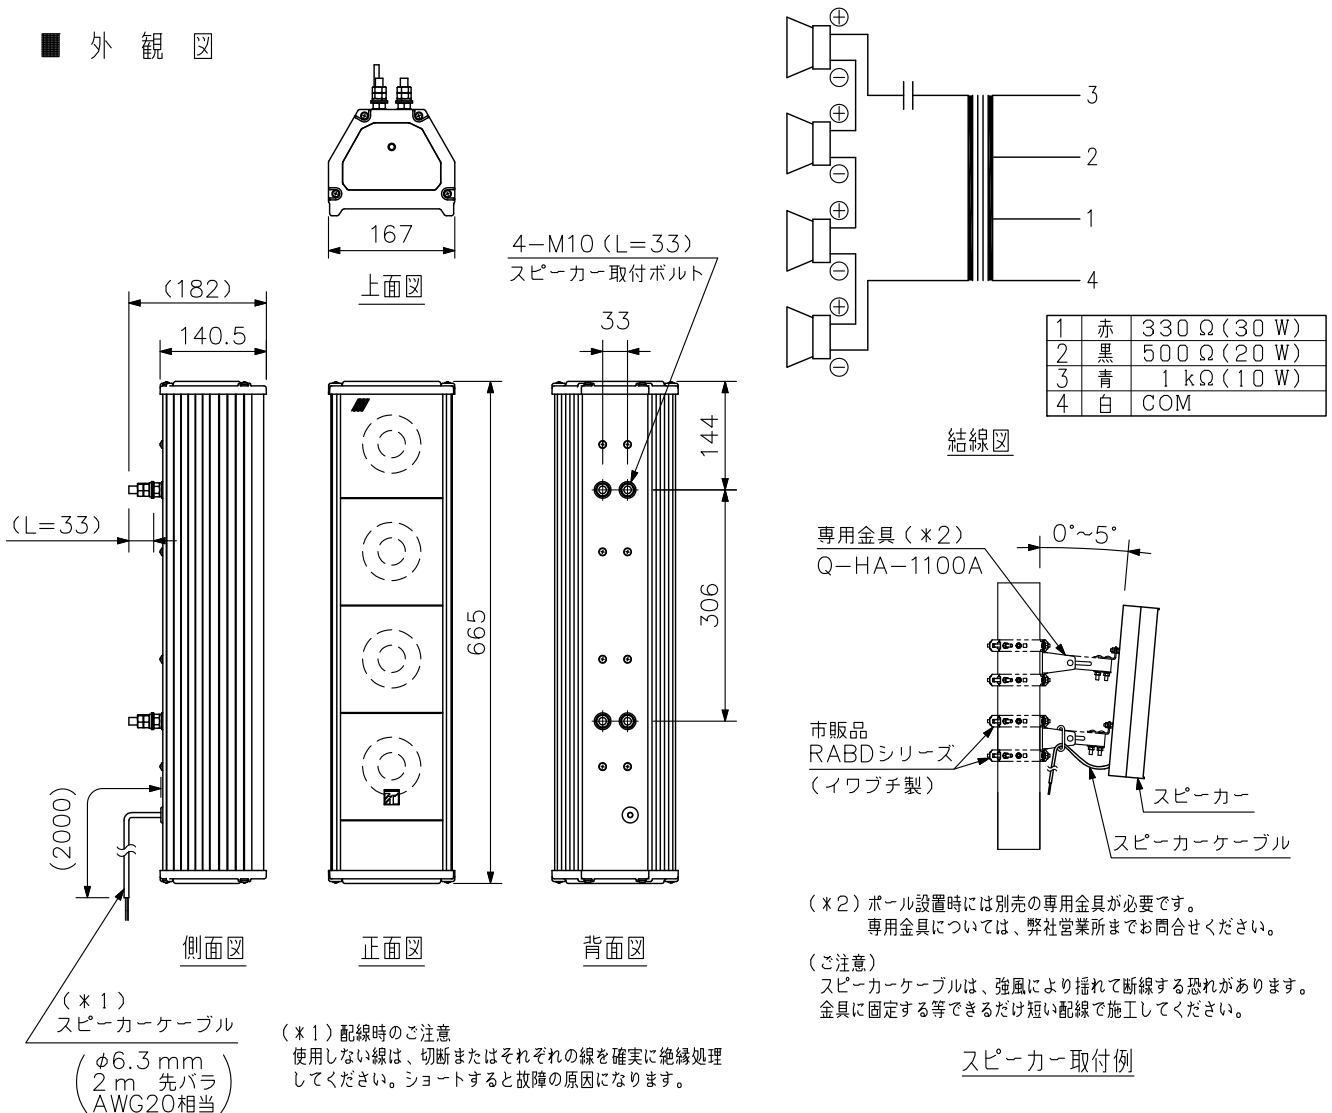 ■ 外観図
167
上面図
(182)
140.5
(L=33)
(2000)
側面図
(＊1)
スピーカーケーブル
φ6.3 mm
2 m 先バラ
AWG20相当
665
正面図
4-M10 (L=33)
スピーカー取付ボルト
33
144
306
背面図
(＊1) 配線時のご注意
使用しない線は、切断またはそれぞれの線を確実に絶縁処理
してください。ショートすると故障の原因になります。
+
−
+
−
+
−
+
−
3
2
1
4
1 赤 330 Ω (30 W)
2 黒 500 Ω (20 W)
3 青 1 kΩ (10 W)
4 白 COM
結線図
専用金具 (＊2)
Q-HA-1100A
0°~5°
市販品
RABDシリーズ
(イワブチ製)
スピーカー
スピーカーケーブル
(＊2) ポール設置時には別売の専用金具が必要です。
専用金具については、弊社営業所までお問合せください。
(ご注意)
スピーカーケーブルは、強風により揺れて断線する恐れがあります。
金具に固定する等できるだけ短い配線で施工してください。
スピーカー取付例